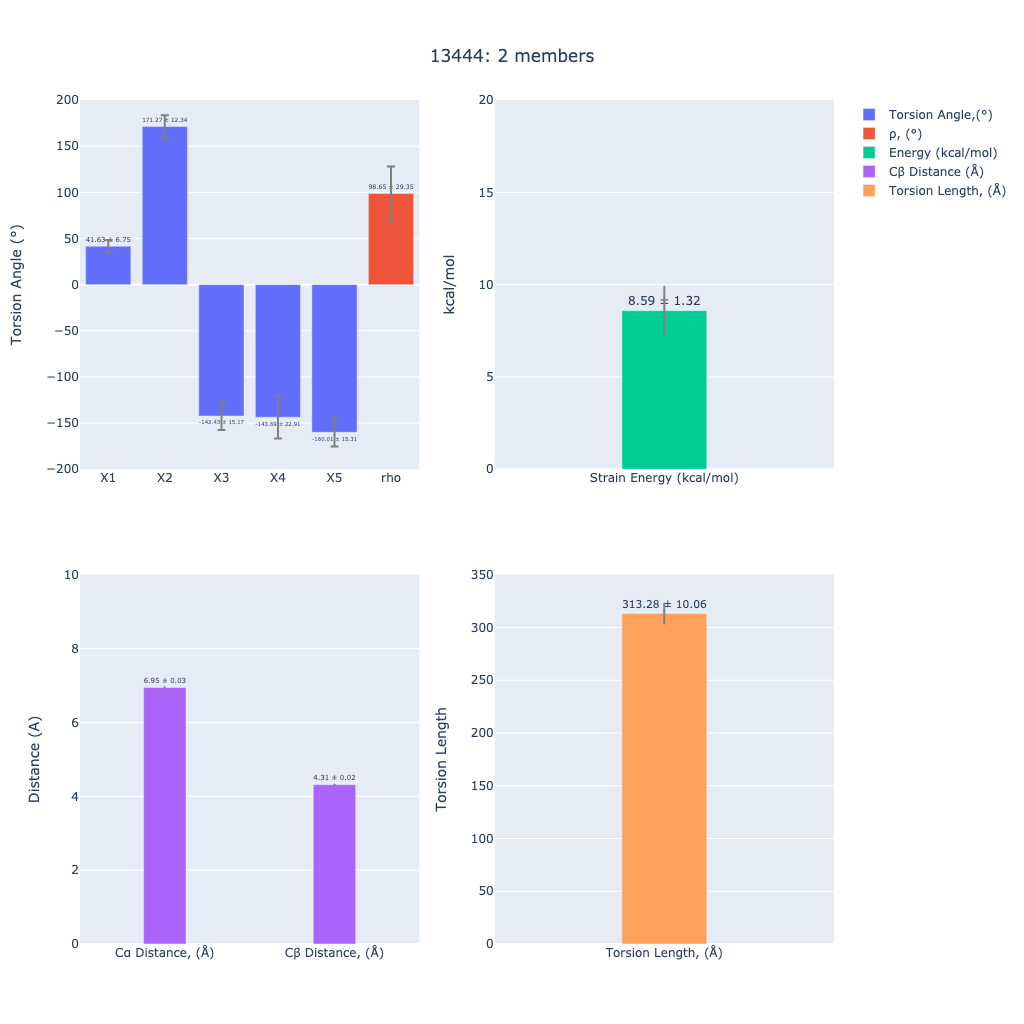 13444: 2 members
Torsion Angle (°)
200
150
100
50
0
−50
−100
−150
−200
41.63 ± 6.75
171.27 ± 12.34
-142.43 ± 15.17
-143.69 ± 22.91
-160.01 ± 15.31
98.65 ± 29.35
X1 X2 X3 X4 X5 rho
kcal/mol
20
15
10
5
0
8.59 ± 1.32
Strain Energy (kcal/mol)
Torsion Angle,(°)
ρ, (°)
Energy (kcal/mol)
Cβ Distance (Å)
Torsion Length, (Å)
Distance (A)
10
8
6
4
2
0
6.95 ± 0.03
4.31 ± 0.02
Cα Distance, (Å) Cβ Distance, (Å)
Torsion Length
350
300
250
200
150
100
50
0
313.28 ± 10.06
Torsion Length, (Å)